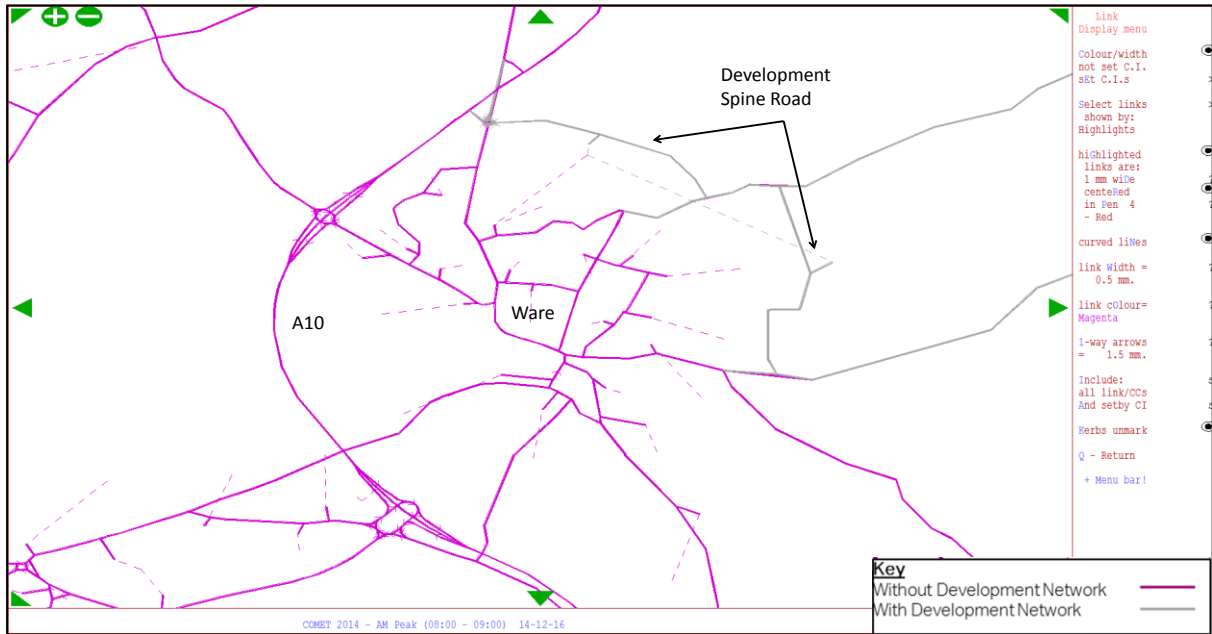 Development
Spine Road
A10
Ware
Link
Display menu
Colour/width
not set C.I.
sEt C.I.s
Select links
shown by:
Highlights
hiGhlighted
links are:
1 mm wiDe
centeRed
in Pen 4
- Red
curved liNes
link Width =
0.5 mm.
link cOlour=
Magenta
1-way arrows
= 1.5 mm.
Include:
all link/CCs
And setby CI
Kerbs unmark
Q - Return
+ Menu bar!
Key
Without Development Network
With Development Network
COMET 2014 - AM Peak (08:00 - 09:00) 14-12-16